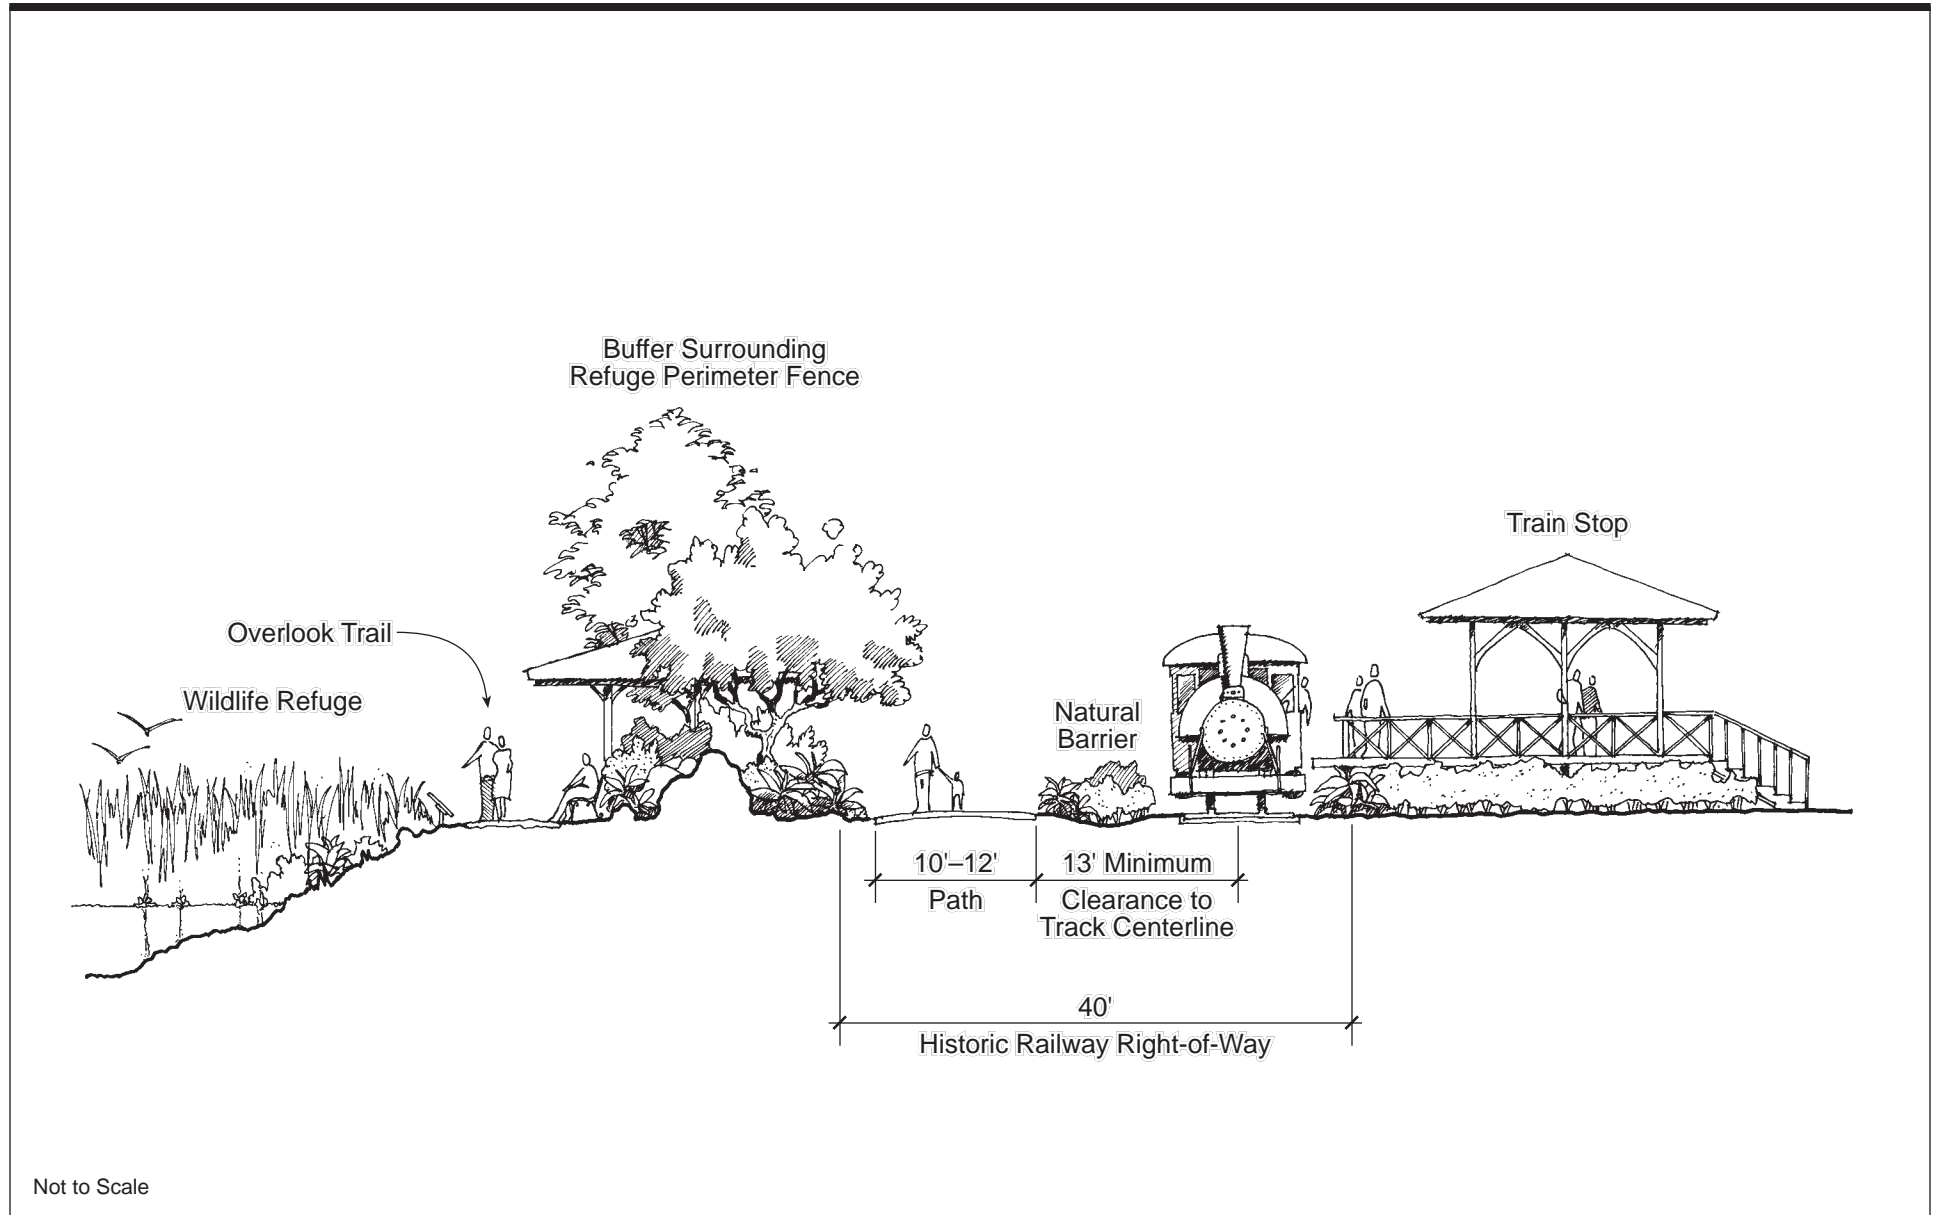 Buffer Surrounding
Refuge Perimeter Fence
Train Stop
Overlook Trail
Wildlife Refuge
Natural
Barrier
10'–12'
Path
13' Minimum
Clearance to
Track Centerline
40'
Historic Railway Right-of-Way
Not to Scale